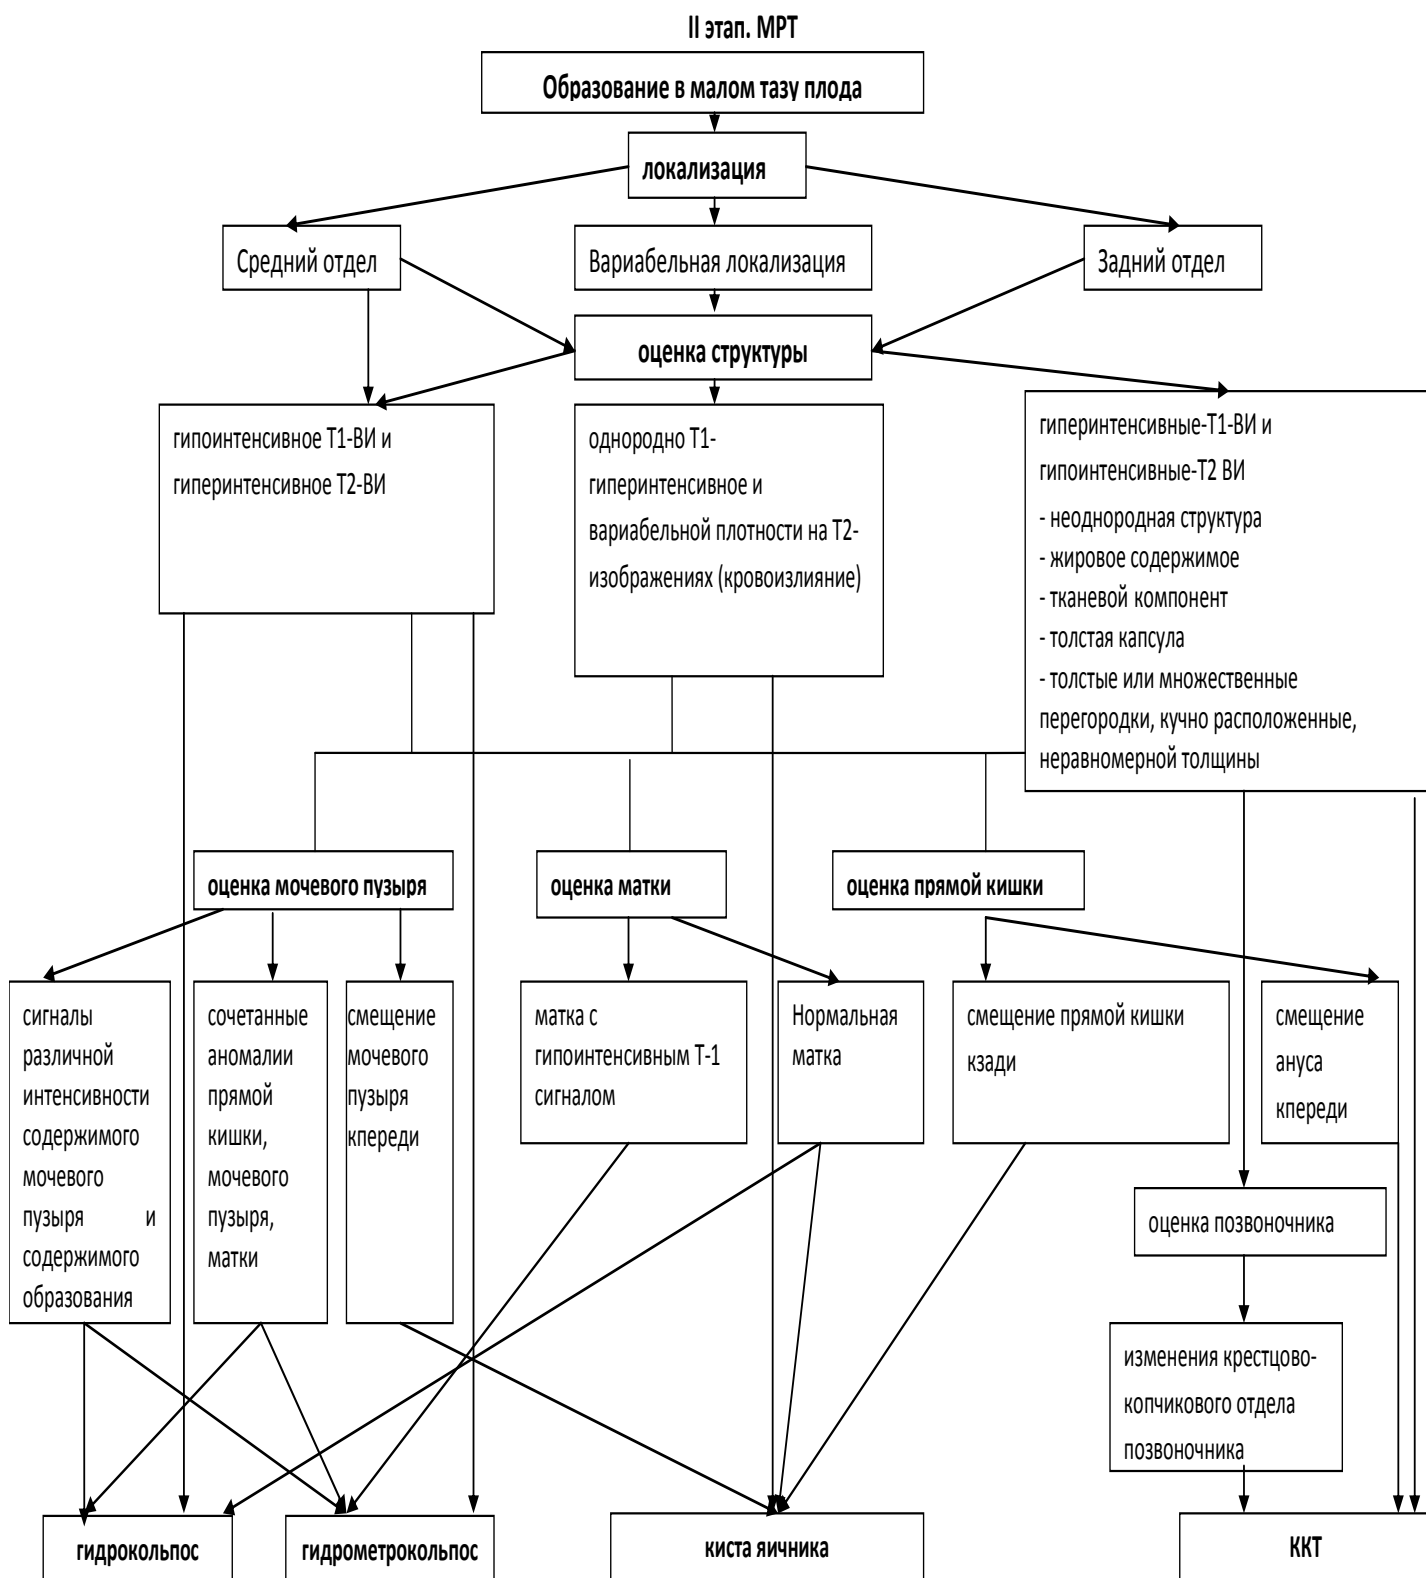 II этап. МРТ
Образование в малом тазу плода
локализация
Средний отдел
Вариабельная локализация
Задний отдел
оценка структуры
гипоинтенсивное Т1-ВИ и
гиперинтенсивное Т2-ВИ
однородно Т1-
гиперинтенсивное и
вариабельной плотности на Т2-
изображениях (кровоизлияние)
гиперинтенсивные-Т1-ВИ и
гипоинтенсивные-Т2 ВИ
- неоднородная структура
- жировое содержимое
- тканевой компонент
- толстая капсула
- толстые или множественные
перегородки, кучно расположенные,
неравномерной толщины
оценка мочевого пузыря
оценка матки
оценка прямой кишки
сигналы
различной
интенсивности
содержимого
мочевого
пузыря и
содержимого
образования
сочетанные
аномалии
прямой
кишки,
мочевого
пузыря,
матки
смещение
мочевого
пузыря
кпереди
матка с
гипоинтенсивным Т-1
сигналом
Нормальная
матка
смещение прямой кишки
кзади
смещение
ануса
кпереди
оценка позвоночника
изменения крестцово-
копчикового отдела
позвоночника
гидрокольпос
гидрометрокольпос
киста яичника
ККТ